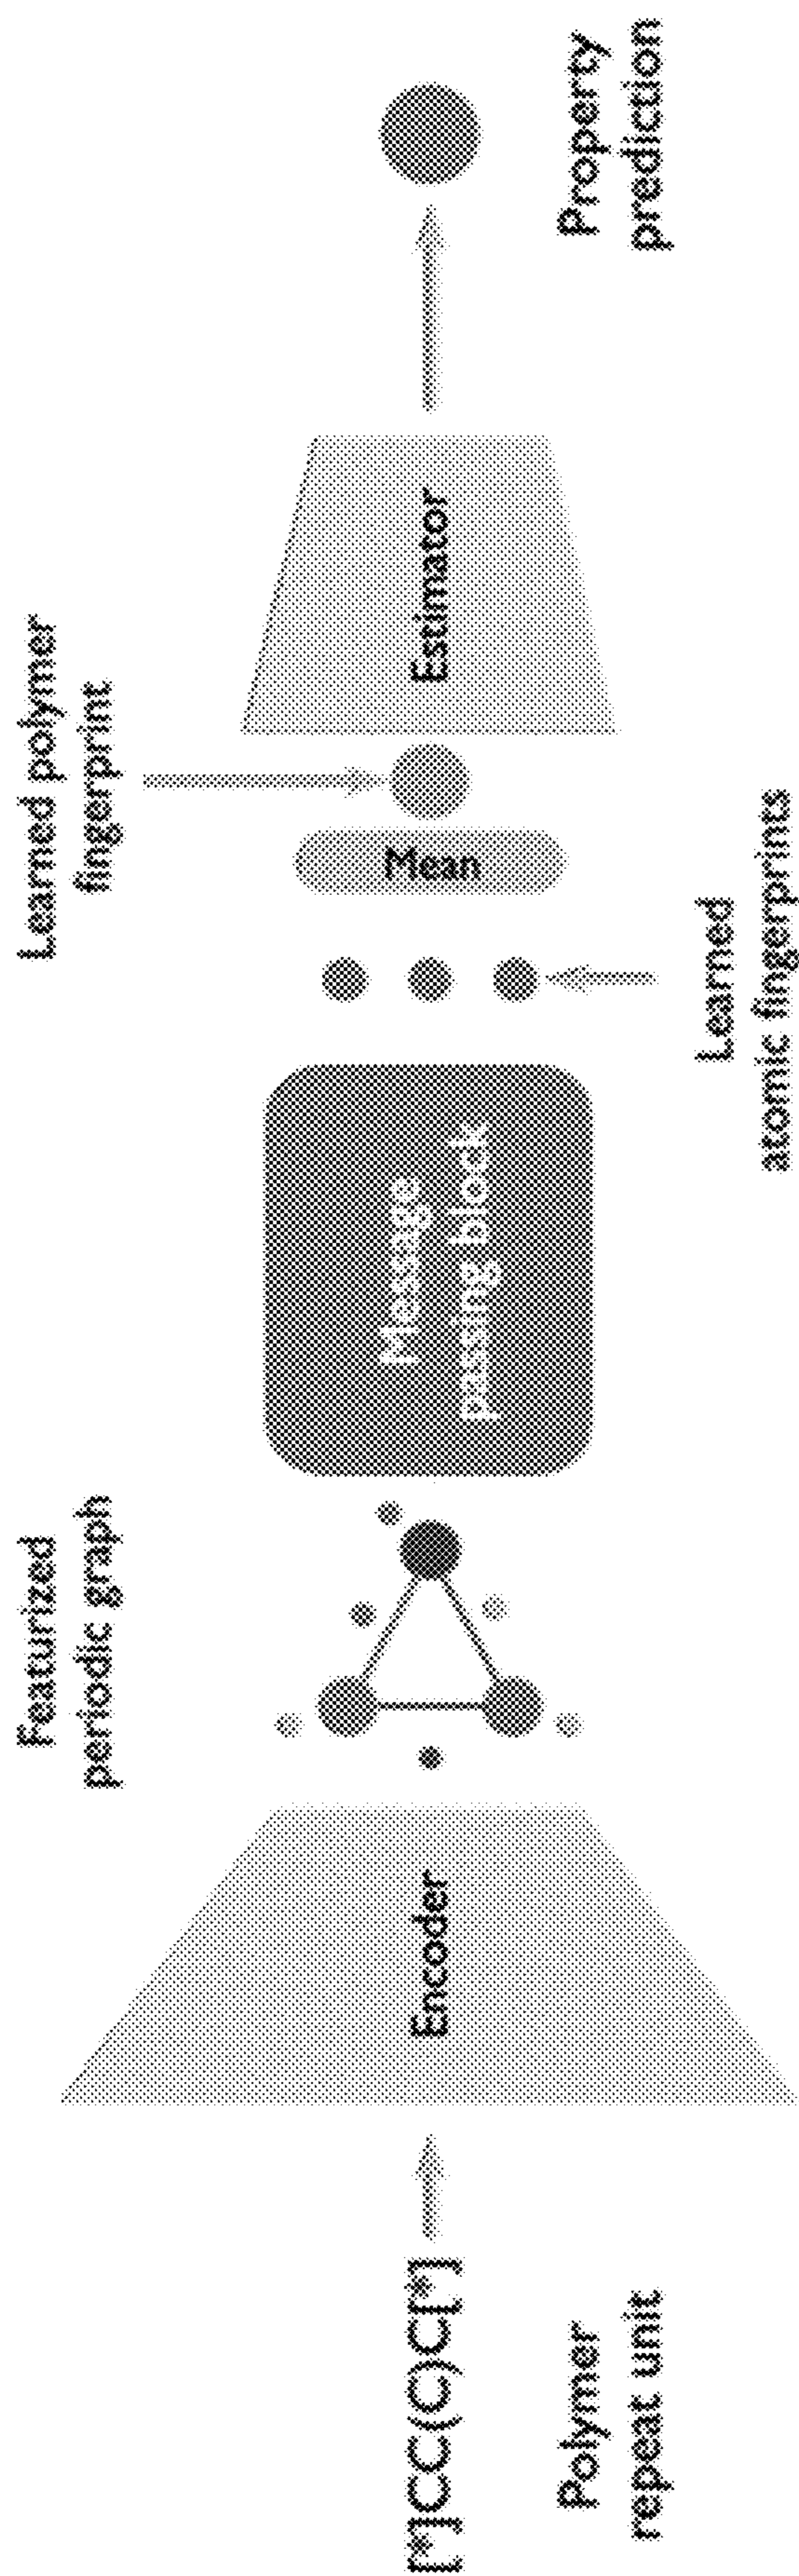 [*]CC(C)C[*]
Polymer
repeat unit
Encoder
Featurized
periodic graph
Message
passing block
Learned
atomic fingerprints
Mean
Learned polymer
fingerprint
Estimator
Property
prediction